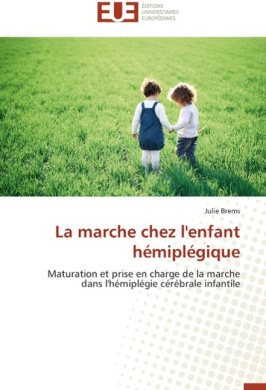 EUE
ÉDITIONS
UNIVERSITAIRES
EUROPÉENNES
Julie Brems
La marche chez l'enfant
hémiplégique
Maturation et prise en charge de la marche
dans l'hémiplégie cérébrale infantile